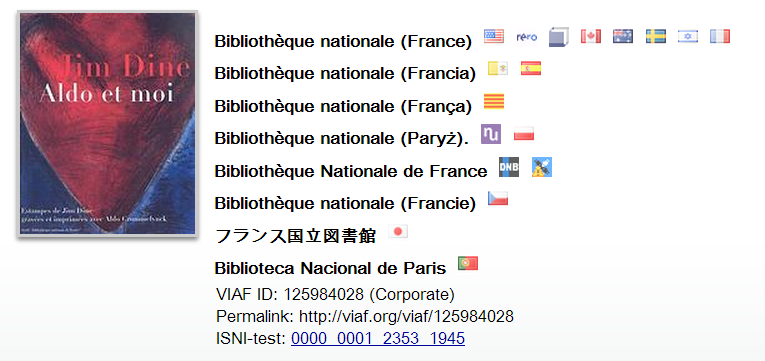 Jim Dine
Aldo et moi
Estampes de Jim Dine
gravées et imprimées avec Aldo Crommelynck
Bibliothèque nationale (France)
rero
Bibliothèque nationale (Francia)
Bibliothèque nationale (França)
Bibliothèque nationale (Paryż).
nu
Bibliothèque Nationale de France
DNB
Bibliothèque nationale (Francie)
フランス国立図書館
Biblioteca Nacional de Paris
VIAF ID: 125984028 (Corporate)
Permalink: http://viaf.org/viaf/125984028
ISNI-test: 0000 0001 2353 1945